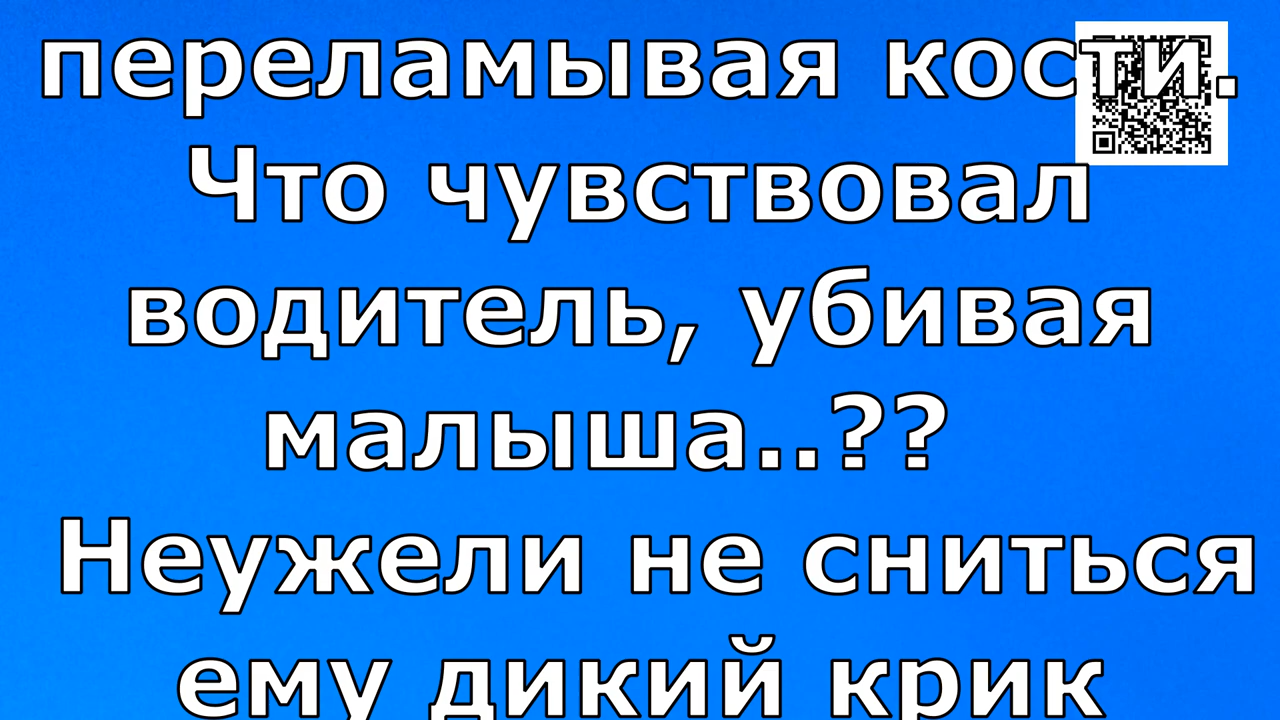 переламывая кости.
Что чувствовал
водитель, убивая
малыша..??
Неужели не сниться
ему дикий крик